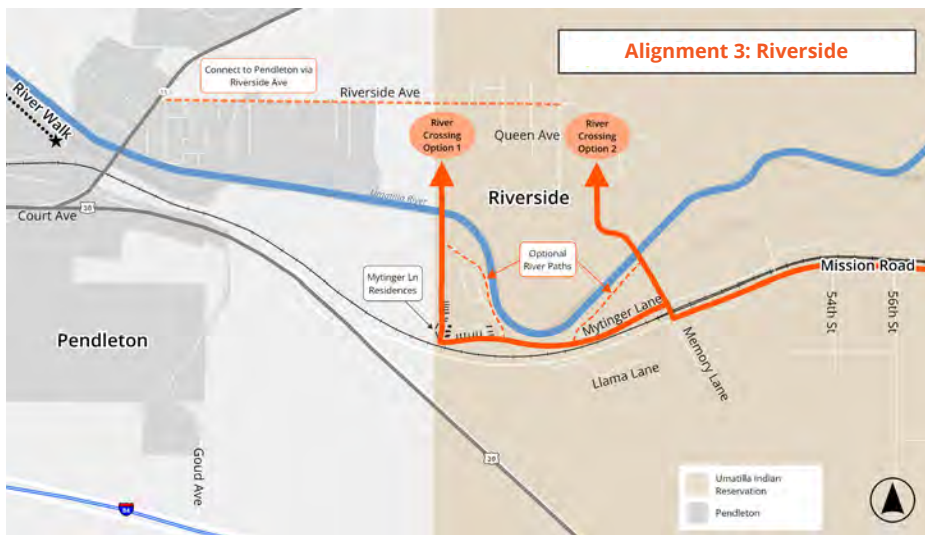 Alignment 3: Riverside
Connect to Pendleton via
Riverside Ave
11
Riverside Ave
River Walk
River
Crossing
Option 1
Queen Ave
River
Crossing
Option 2
Umatilla River
Riverside
Court Ave
30
Optional
River Paths
Mytinger Ln
Residences
Mission Road
Mytinger Lane
54th St
56th St
Pendleton
Memory Lane
Llama Lane
Goud Ave
30
84
Umatilla Indian
Reservation
Pendleton